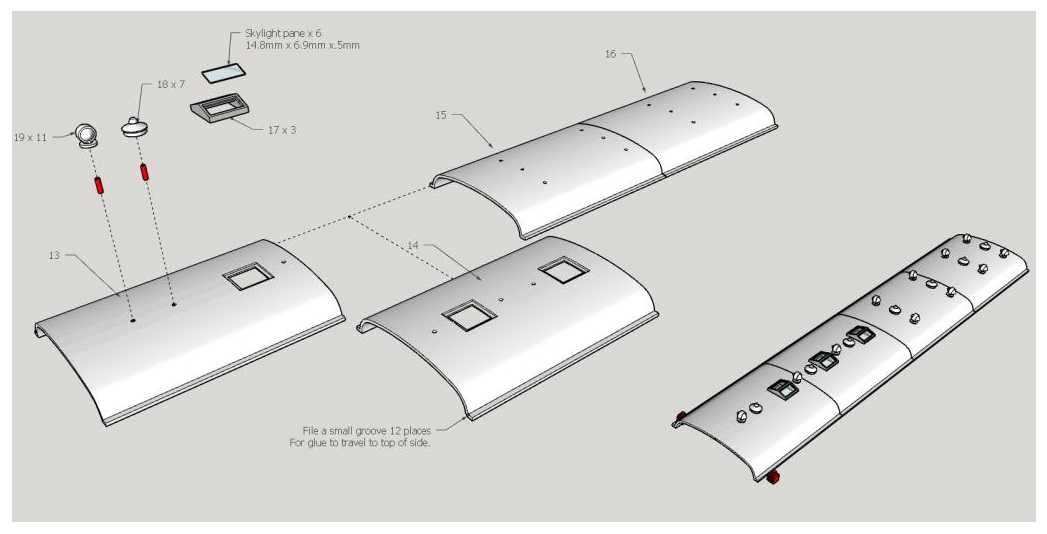 Skylight pane x 6
14.8mm x 6.9mm x.5mm
16
18 x 7
15
19 x 11
17 x 3
13
14
File a small groove 12 places
For glue to travel to top of side.